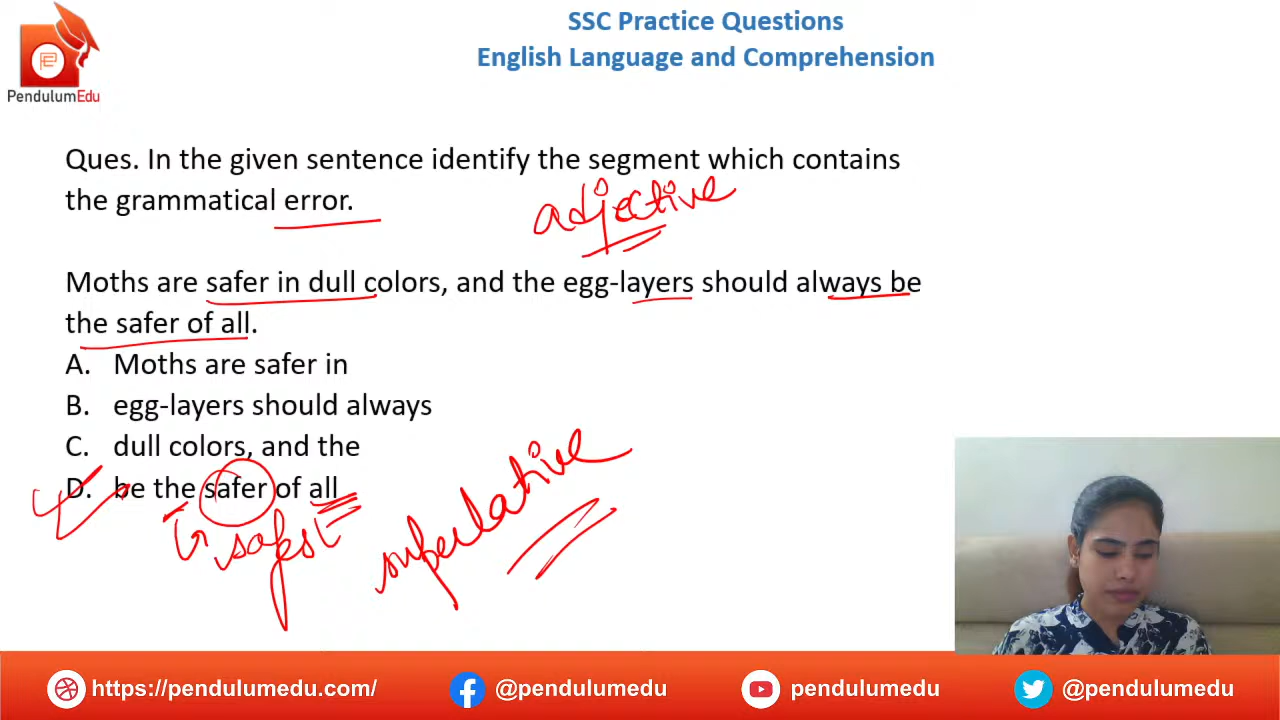 SSC Practice Questions
English Language and Comprehension
PendulumEdu
Ques. In the given sentence identify the segment which contains
the grammatical error.
adjective
Moths are safer in dull colors, and the egg-layers should always be
the safer of all.
A. Moths are safer in
B. egg-layers should always
C. dull colors, and the
D. be the safer of all
safest
superlative
https://pendulumedu.com/
@pendulumedu
pendulumedu
@pendulumedu